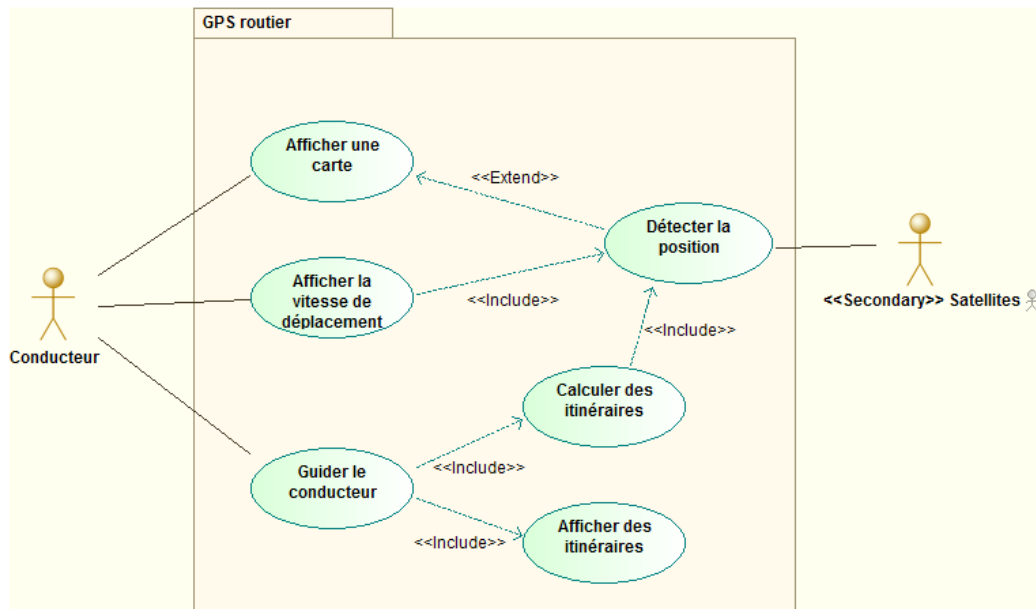 GPS routier
Afficher une
carte
<<Extend>>
Détecter la
position
<<Secondary>> Satellites
Afficher la
vitesse de
déplacement
<<Include>>
Conducteur
<<Include>>
Calculer des
itinéraires
Guider le
conducteur
<<Include>>
<<Include>>
Afficher des
itinéraires